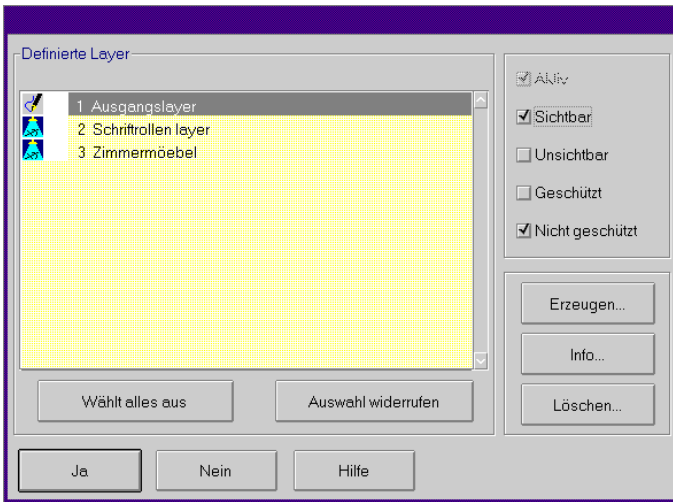 Definierte Layer
1 Ausgangslayer
2 Schriftrollen layer
3 Zimmermöebel
Wählt alles aus
Auswahl widerrufen
Aktiv
Sichtbar
Unsichtbar
Geschützt
Nicht geschützt
Erzeugen...
Info...
Löschen...
Ja
Nein
Hilfe